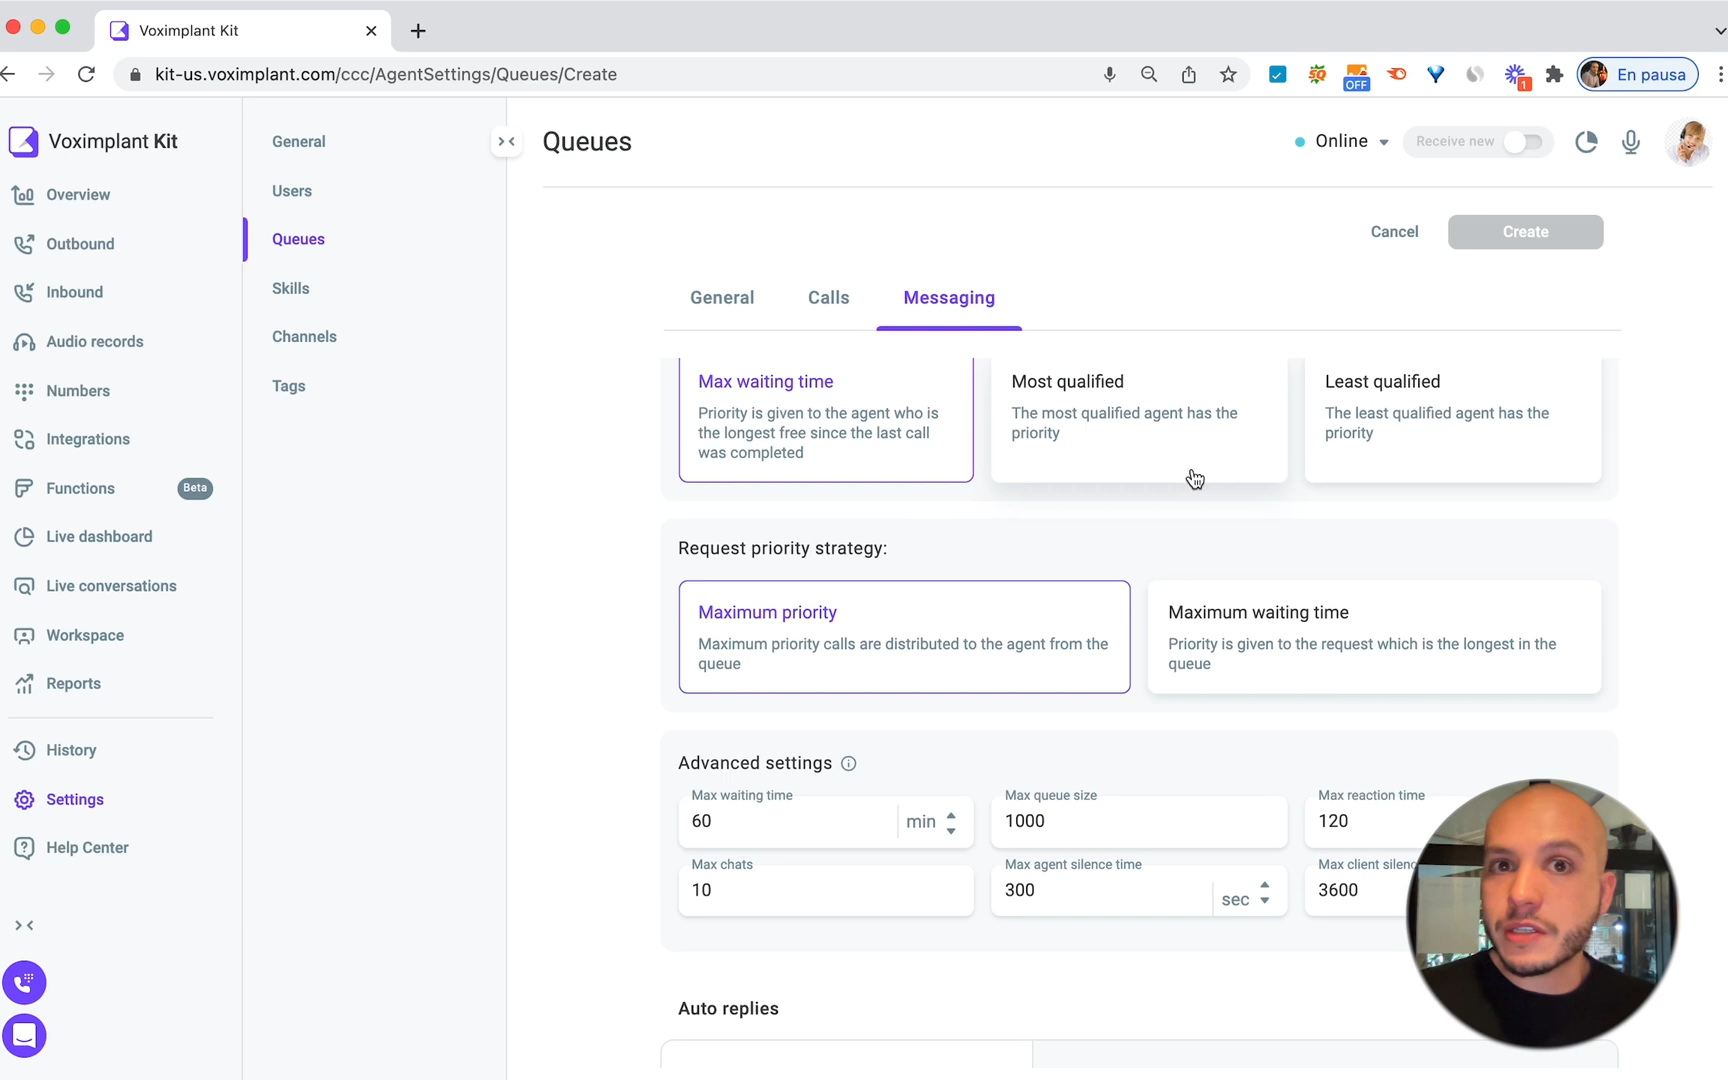 Voximplant Kit
kit-us.voximplant.com/ccc/AgentSettings/Queues/Create
SQ
OFF
1
En pausa
Voximplant Kit
Overview
Outbound
Inbound
Audio records
Numbers
Integrations
Functions Beta
Live dashboard
Live conversations
Workspace
Reports
History
Settings
Help Center
General
Users
Queues
Skills
Channels
Tags
Queues
Online
Receive new
Cancel
Create
General Calls Messaging
Max waiting time
Priority is given to the agent who is
the longest free since the last call
was completed
Most qualified
The most qualified agent has the
priority
Least qualified
The least qualified agent has the
priority
Request priority strategy:
Maximum priority
Maximum priority calls are distributed to the agent from the
queue
Maximum waiting time
Priority is given to the request which is the longest in the
queue
Advanced settings
Max waiting time
60 min
Max queue size
1000
Max reaction time
120
Max chats
10
Max agent silence time
300 sec
Max client
3600
Auto replies